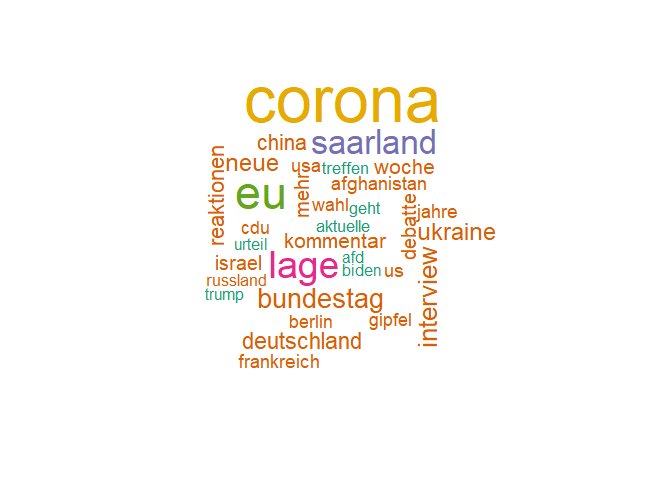 corona
china saarland
neue usa treffen woche
reaktionen
mehr
afghanistan
eu
wahl geht
debatte
jahre
cdu
aktuelle
ukraine
urteil
kommentar
israel
lage
afd
biden
us
interview
russland
trump
bundestag
berlin
gipfel
deutschland
frankreich